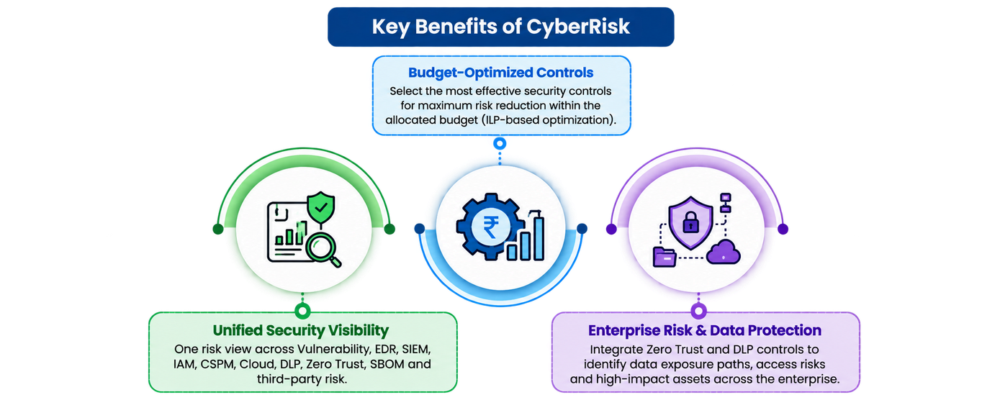 Key Benefits of CyberRisk
Budget-Optimized Controls
Select the most effective security controls
for maximum risk reduction within the
allocated budget (ILP-based optimization).
₹
Unified Security Visibility
One risk view across Vulnerability, EDR, SIEM,
IAM, CSPM, Cloud, DLP, Zero Trust, SBOM and
third-party risk.
Enterprise Risk & Data Protection
Integrate Zero Trust and DLP controls to
identify data exposure paths, access risks
and high-impact assets across the enterprise.